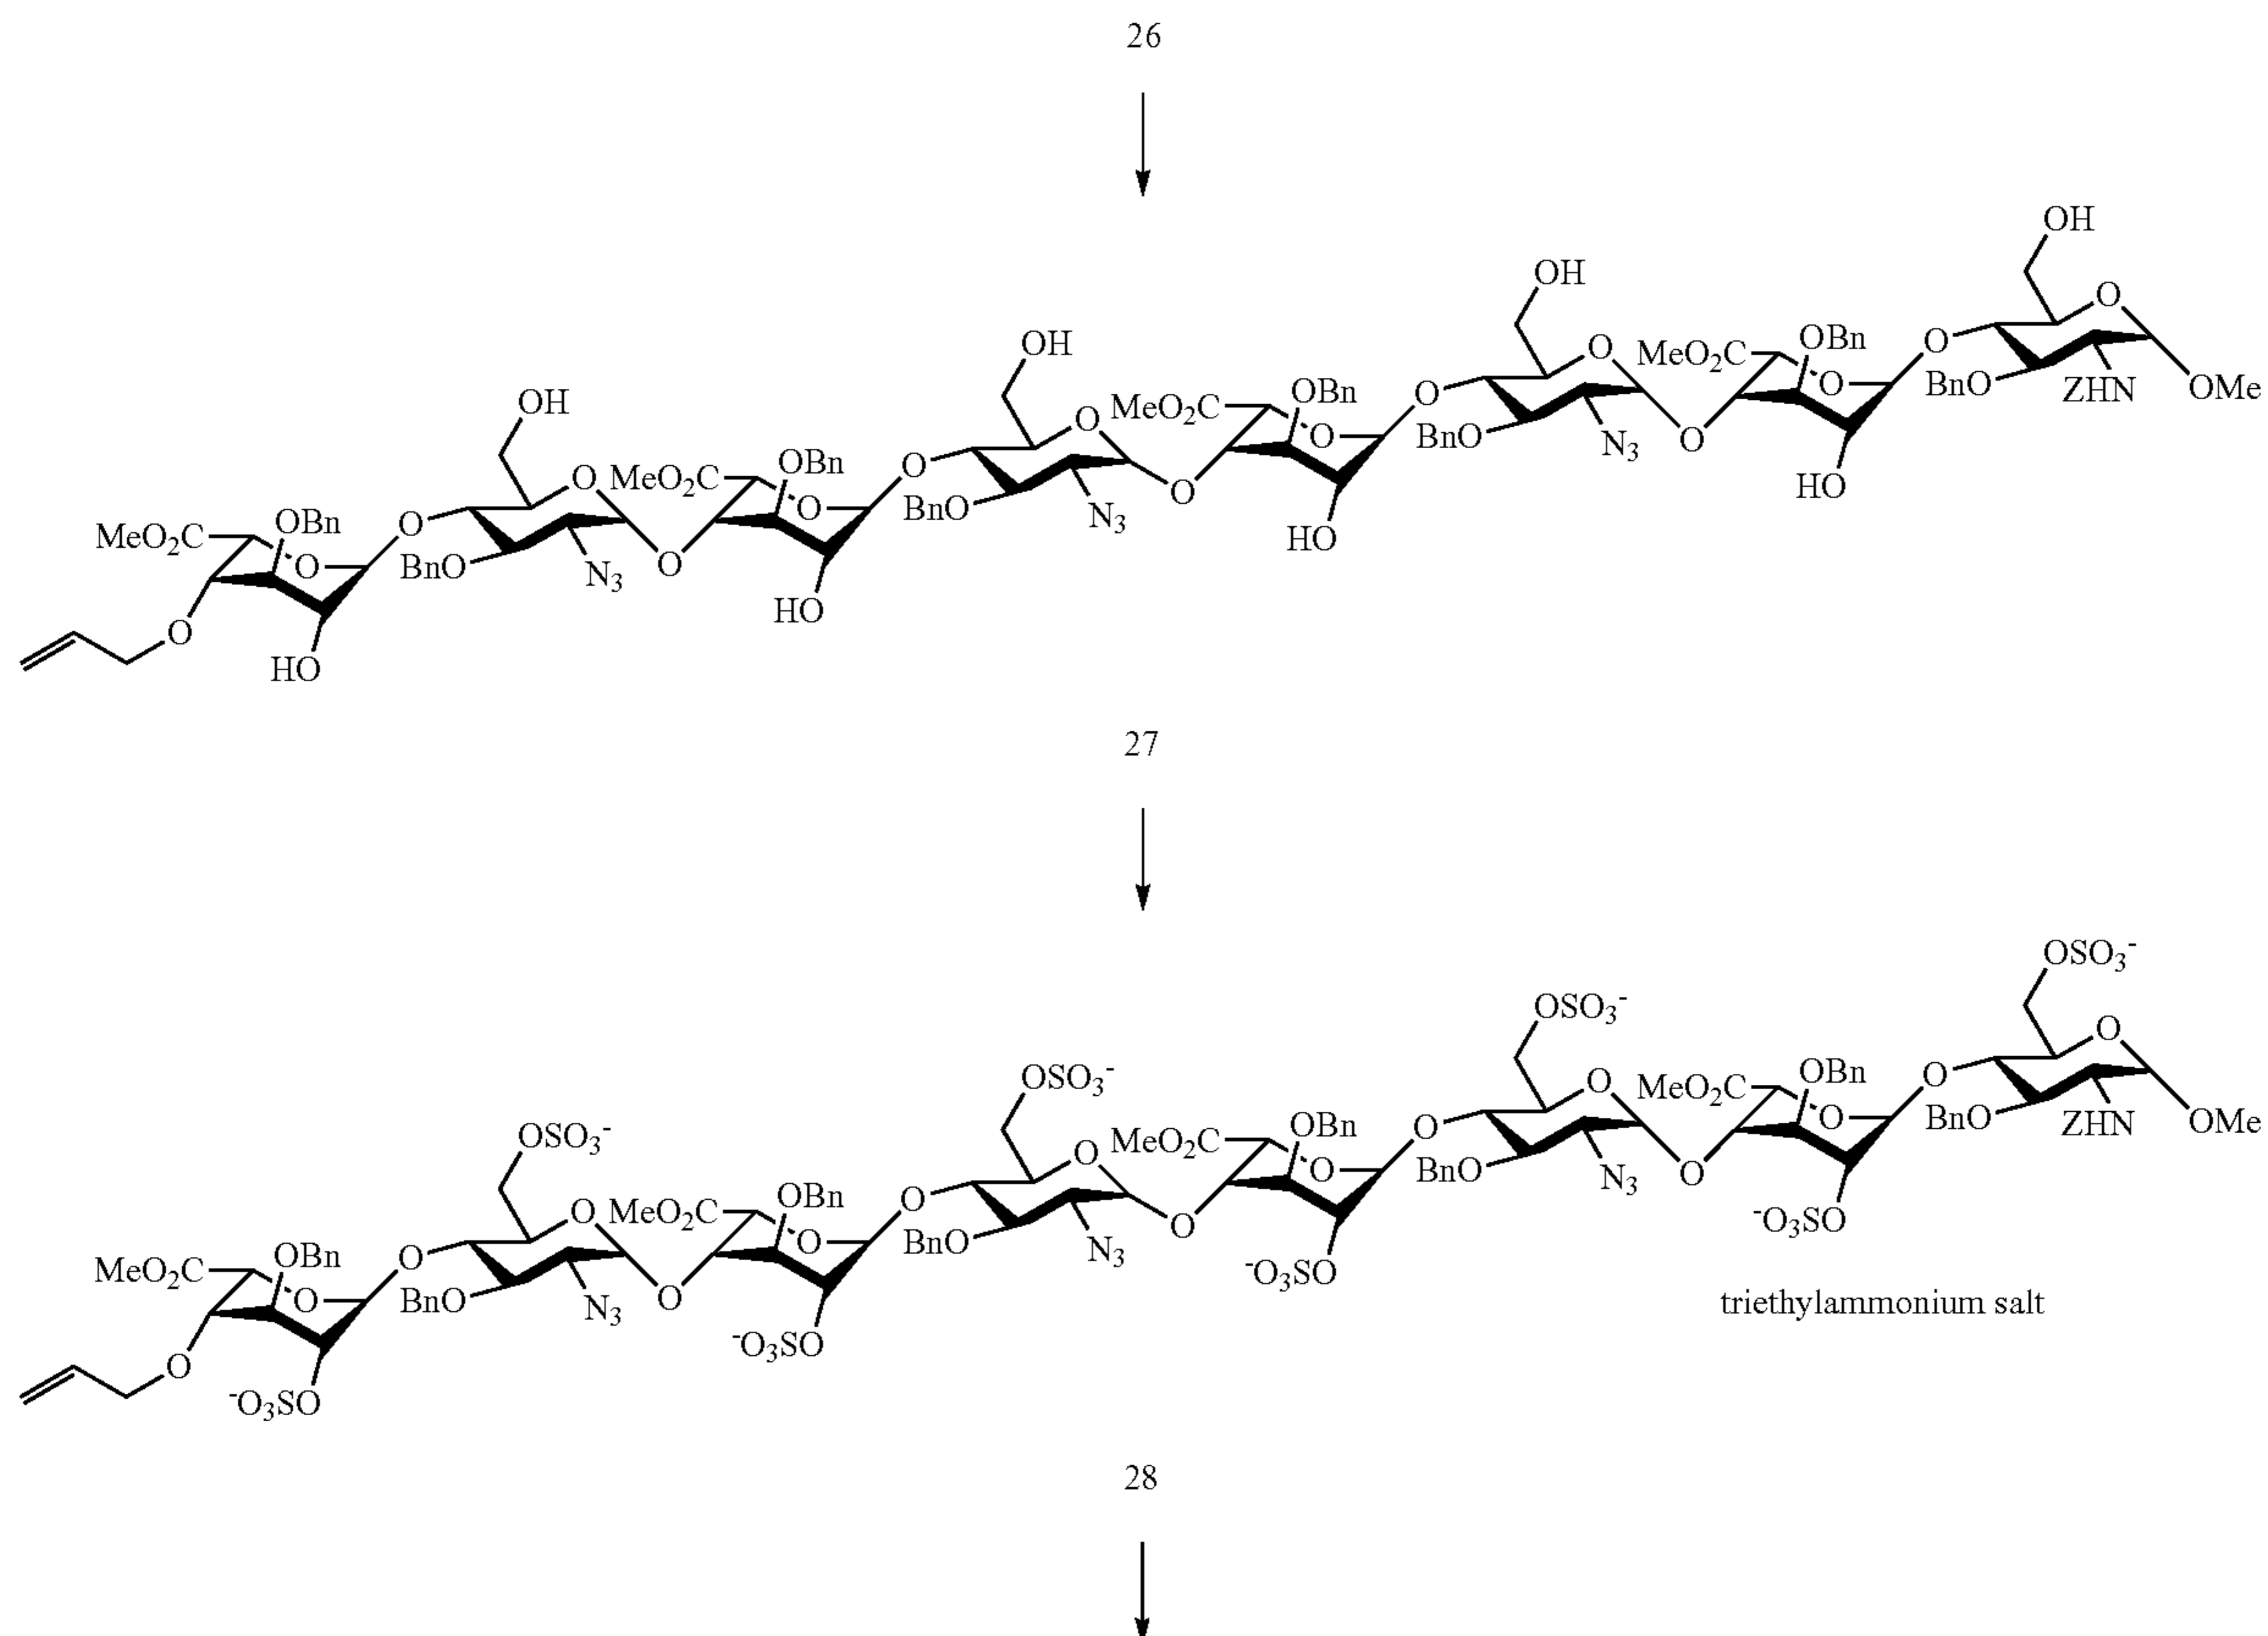 26
OH
OH
O
OBn
MeO₂C
O
OH
O
O
BnO
ZHN
OMe
OBn
MeO₂C
O
OH
O
O
BnO
N₃
O
HO
OBn
MeO₂C
O
O
O
BnO
N₃
O
HO
OBn
MeO₂C
O
O
BnO
N₃
O
HO
O
HO
27
OSO₃⁻
OSO₃⁻
O
OBn
MeO₂C
O
OSO₃⁻
O
O
BnO
ZHN
OMe
OBn
MeO₂C
O
OSO₃⁻
O
O
BnO
N₃
O
⁻O₃SO
OBn
MeO₂C
O
O
O
BnO
N₃
O
⁻O₃SO
OBn
MeO₂C
O
O
BnO
N₃
O
⁻O₃SO
triethylammonium salt
O
⁻O₃SO
28